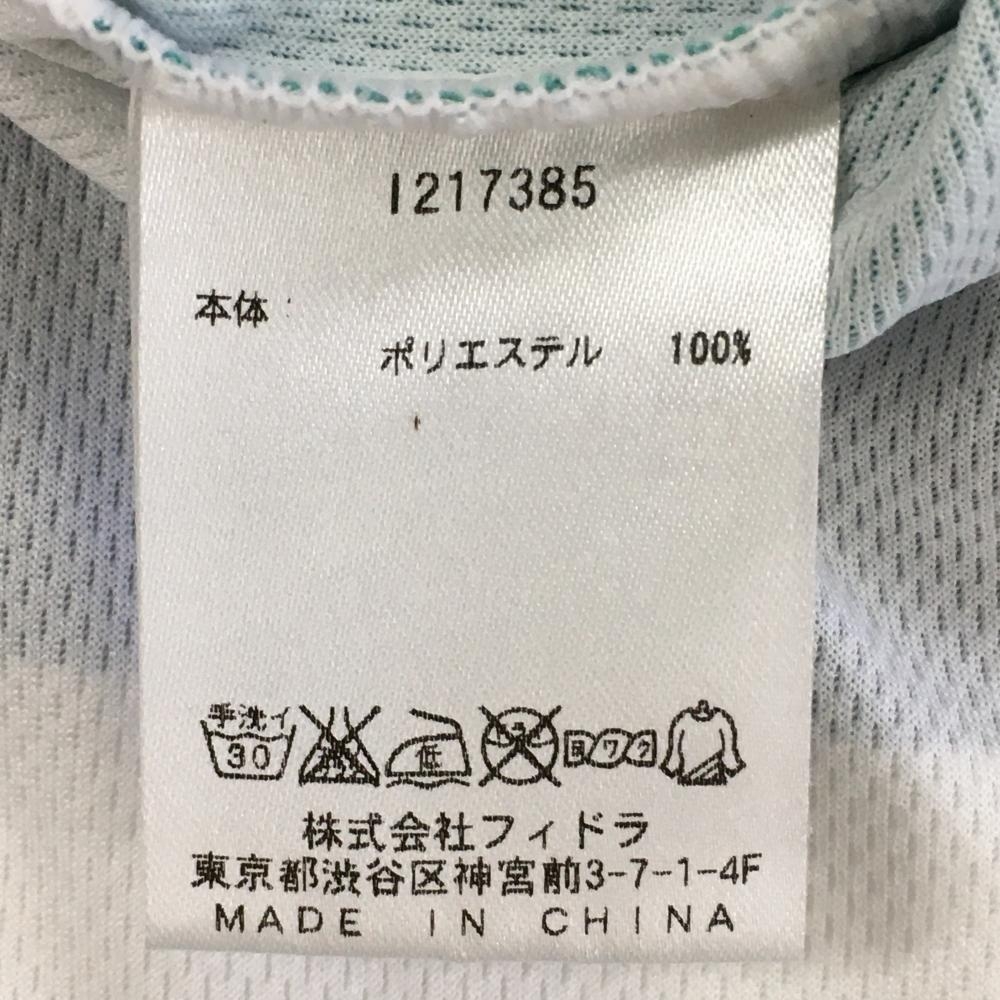 I217385
本体:
ポリエステル 100%
手洗イ
30
低
ヨワク
株式会社フィドラ
東京都渋谷区神宮前3-7-1-4F
MADE IN CHINA